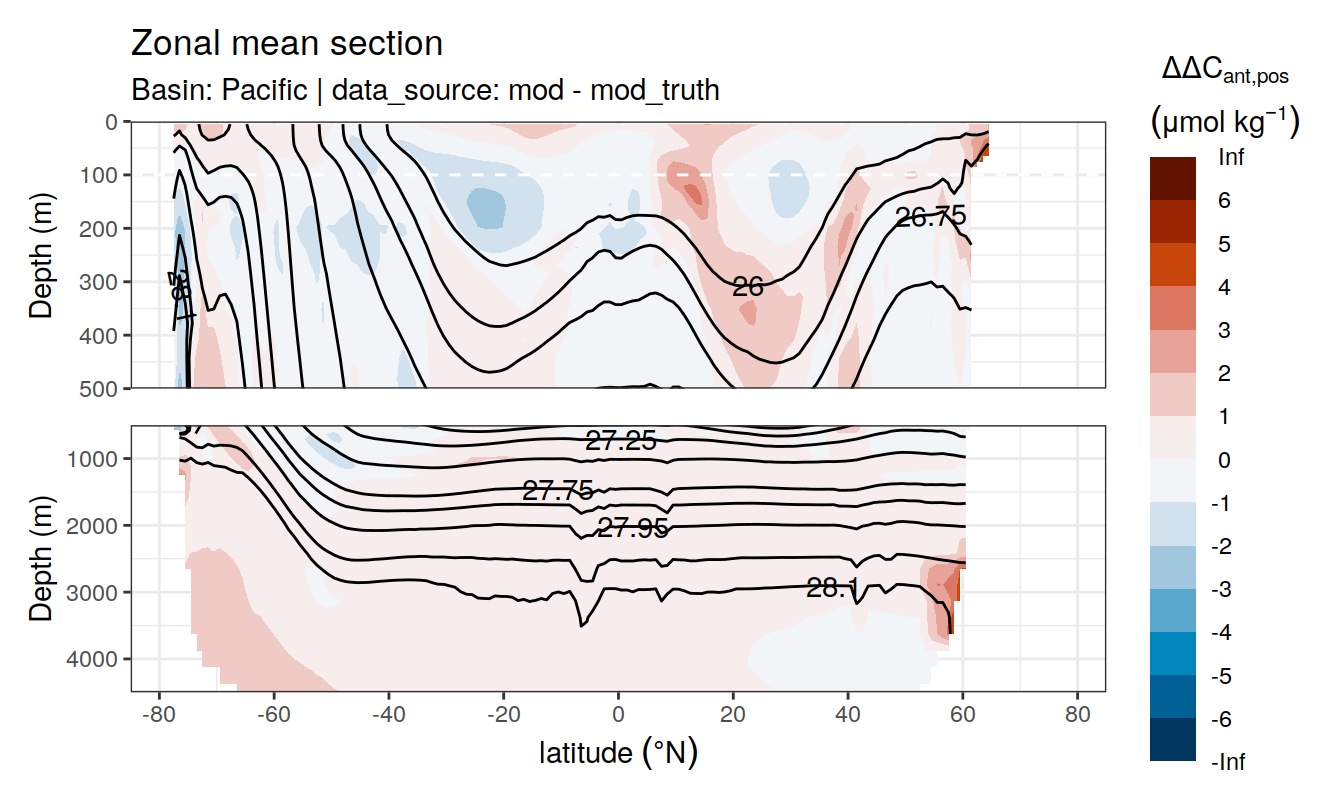 Zonal mean section
Basin: Pacific | data_source: mod - mod_truth
ΔΔC_ant,pos
(μmol kg⁻¹)
Inf
6
5
4
3
2
1
0
-1
-2
-3
-4
-5
-6
-Inf
Depth (m)
0
100
200
300
400
500
26
26.75
Depth (m)
1000
2000
3000
4000
27.25
27.75
27.95
28.1
-80 -60 -40 -20 0 20 40 60 80
latitude (°N)